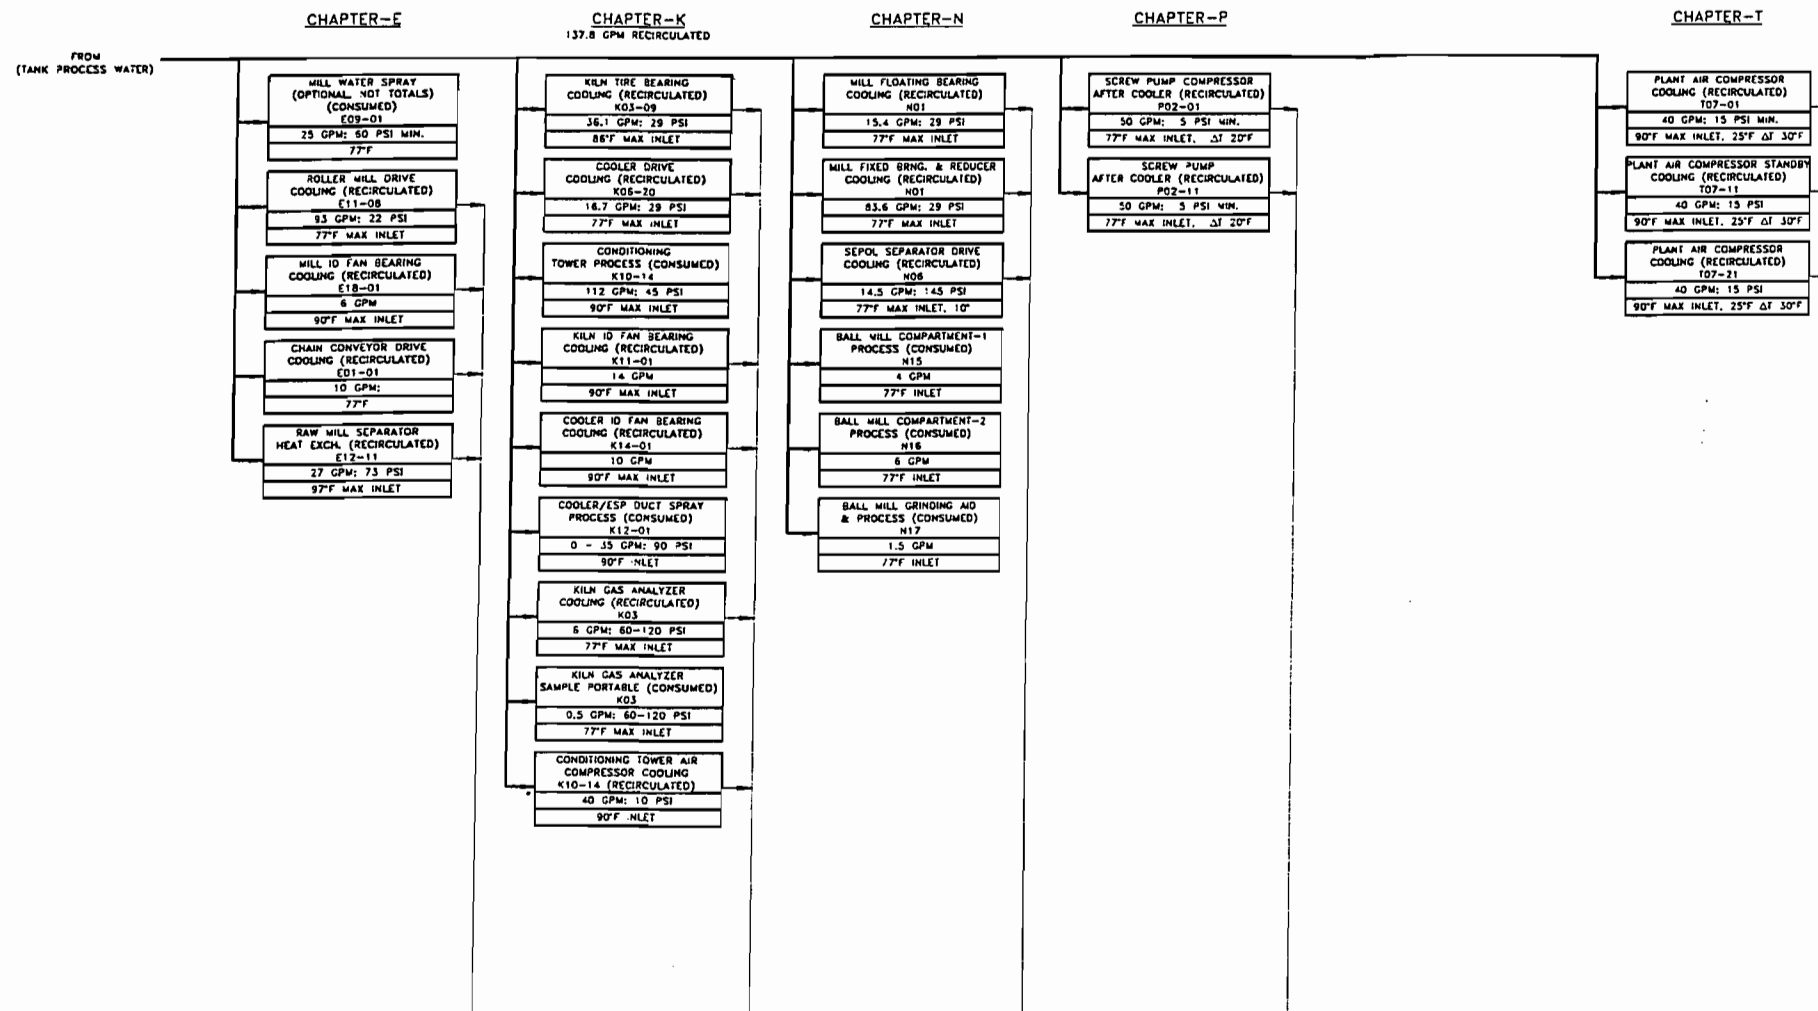 CHAPTER-E
CHAPTER-K
137.8 GPM RECIRCULATED
CHAPTER-N
CHAPTER-P
CHAPTER-T
FROM
(TANK PROCESS WATER)
MILL WATER SPRAY
(OPTIONAL NOT TOTALS)
(CONSUMED)
E09-01
25 GPM: 60 PSI MIN.
77°F
ROLLER MILL DRIVE
COOLING (RECIRCULATED)
E11-08
93 GPM: 22 PSI
77°F MAX INLET
MILL ID FAN BEARING
COOLING (RECIRCULATED)
E18-01
6 GPM
90°F MAX INLET
CHAIN CONVEYOR DRIVE
COOLING (RECIRCULATED)
E01-01
10 GPM:
77°F
RAW MILL SEPARATOR
HEAT EXCH. (RECIRCULATED)
E12-11
27 GPM: 73 PSI
97°F MAX INLET
KILN TIRE BEARING
COOLING (RECIRCULATED)
K03-09
36.1 GPM: 29 PSI
86°F MAX INLET
COOLER DRIVE
COOLING (RECIRCULATED)
K06-20
16.7 GPM: 29 PSI
77°F MAX INLET
CONDITIONING
TOWER PROCESS (CONSUMED)
K10-14
112 GPM: 45 PSI
90°F MAX INLET
KILN ID FAN BEARING
COOLING (RECIRCULATED)
K11-01
14 GPM
90°F MAX INLET
COOLER ID FAN BEARING
COOLING (RECIRCULATED)
K14-01
10 GPM
90°F MAX INLET
COOLER/ESP DUCT SPRAY
PROCESS (CONSUMED)
K12-01
0 - 35 GPM: 90 PSI
90°F INLET
KILN GAS ANALYZER
COOLING (RECIRCULATED)
K03
6 GPM: 60-120 PSI
77°F MAX INLET
KILN GAS ANALYZER
SAMPLE PORTABLE (CONSUMED)
K03
0.5 GPM: 60-120 PSI
77°F MAX INLET
CONDITIONING TOWER AIR
COMPRESSOR COOLING
K10-14 (RECIRCULATED)
40 GPM: 10 PSI
90°F INLET
MILL FLOATING BEARING
COOLING (RECIRCULATED)
N01
15.4 GPM: 29 PSI
77°F MAX INLET
MILL FIXED BRNG. & REDUCER
COOLING (RECIRCULATED)
N01
83.6 GPM: 29 PSI
77°F MAX INLET
SEPOL SEPARATOR DRIVE
COOLING (RECIRCULATED)
N06
14.5 GPM: 145 PSI
77°F MAX INLET, 10°
BALL MILL COMPARTMENT-1
PROCESS (CONSUMED)
N15
4 GPM
77°F INLET
BALL MILL COMPARTMENT-2
PROCESS (CONSUMED)
N16
6 GPM
77°F INLET
BALL MILL GRINDING AID
& PROCESS (CONSUMED)
N17
1.5 GPM
77°F INLET
SCREW PUMP COMPRESSOR
AFTER COOLER (RECIRCULATED)
P02-01
50 GPM: 5 PSI MIN.
77°F MAX INLET, ΔT 20°F
SCREW PUMP
AFTER COOLER (RECIRCULATED)
P02-11
50 GPM: 5 PSI MIN.
77°F MAX INLET, ΔT 20°F
PLANT AIR COMPRESSOR
COOLING (RECIRCULATED)
T07-01
40 GPM: 15 PSI MIN.
90°F MAX INLET, 25°F ΔT 30°F
PLANT AIR COMPRESSOR STANDBY
COOLING (RECIRCULATED)
T07-11
40 GPM: 15 PSI
90°F MAX INLET, 25°F ΔT 30°F
PLANT AIR COMPRESSOR
COOLING (RECIRCULATED)
T07-21
40 GPM: 15 PSI
90°F MAX INLET, 25°F ΔT 30°F